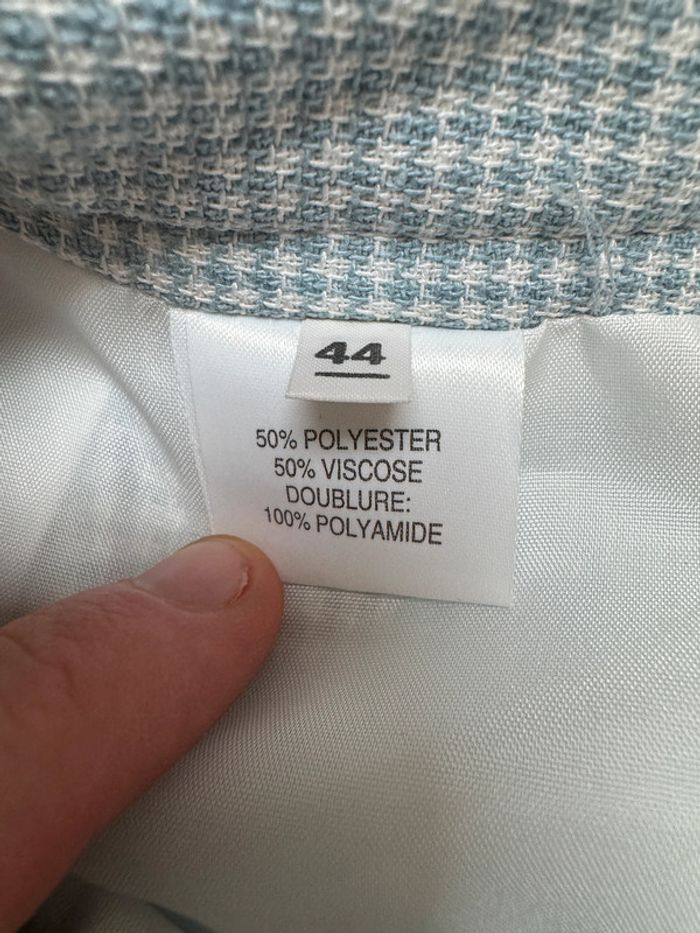 44
50% POLYESTER
50% VISCOSE
DOUBLURE:
100% POLYAMIDE